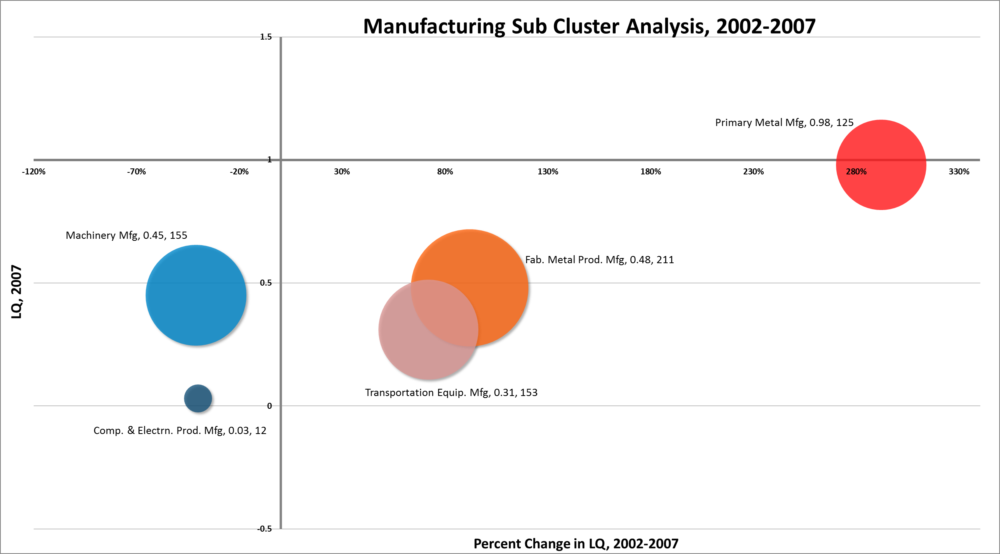 Manufacturing Sub Cluster Analysis, 2002-2007
1.5
Primary Metal Mfg, 0.98, 125
1
-120% -70% -20% 30% 80% 130% 180% 230% 280% 330%
Machinery Mfg, 0.45, 155
Fab. Metal Prod. Mfg, 0.48, 211
0.5
LQ, 2007
Transportation Equip. Mfg, 0.31, 153
0
Comp. & Electrn. Prod. Mfg, 0.03, 12
-0.5
Percent Change in LQ, 2002-2007